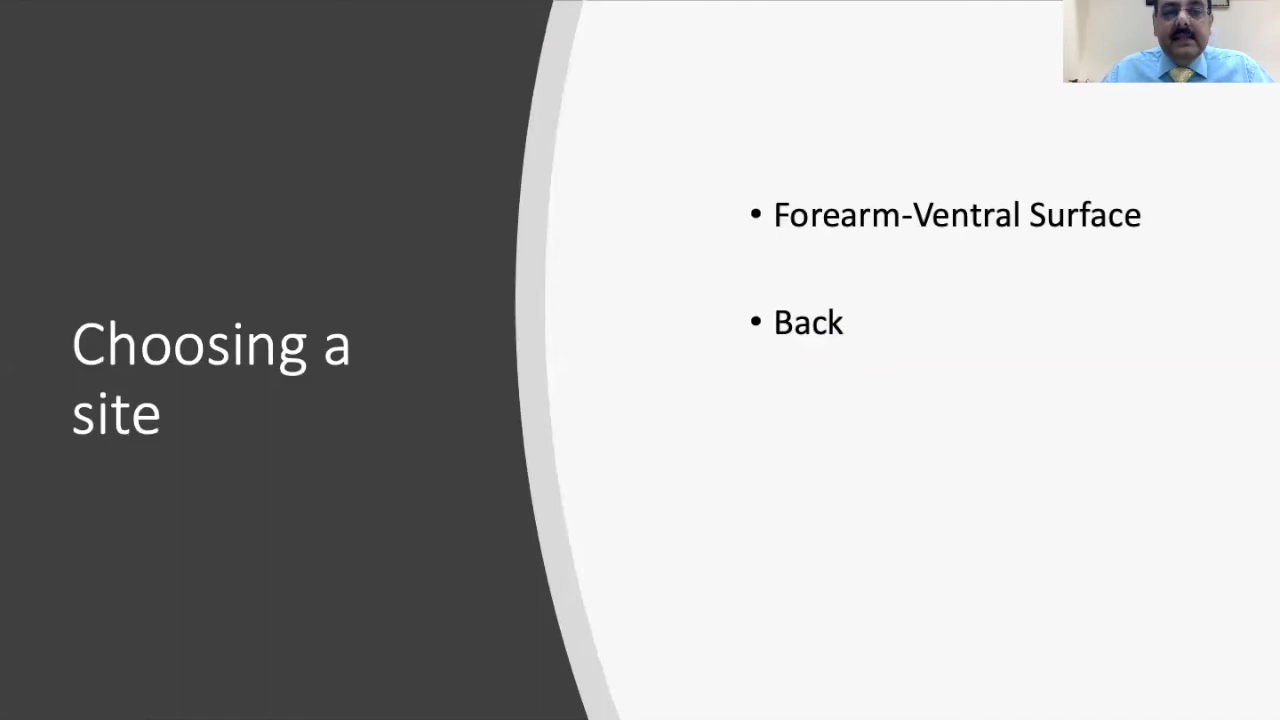 Choosing a
site
• Forearm-Ventral Surface
• Back